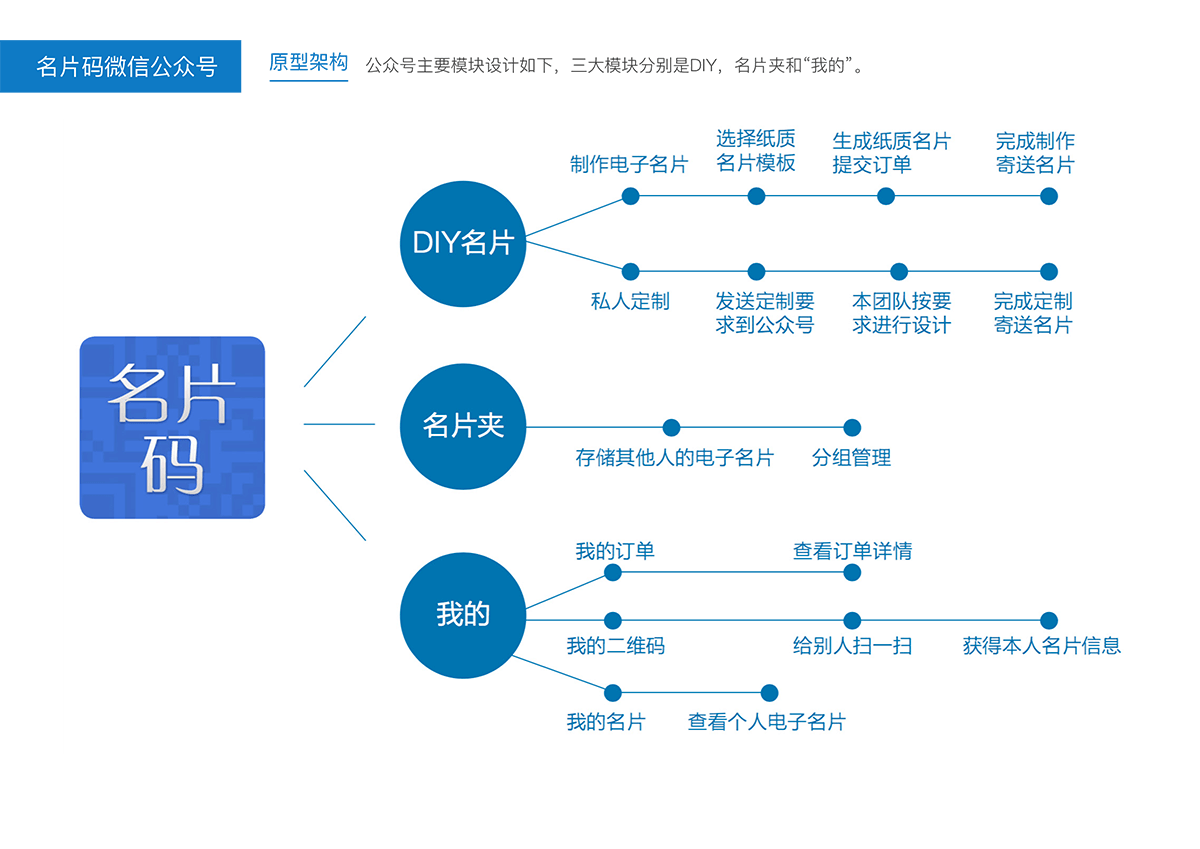 名片码微信公众号
原型架构
公众号主要模块设计如下，三大模块分别是DIY，名片夹和“我的”。
名片
码
DIY名片
制作电子名片
选择纸质
名片模板
生成纸质名片
提交订单
完成制作
寄送名片
私人定制
发送定制要
求到公众号
本团队按要
求进行设计
完成定制
寄送名片
名片夹
存储其他人的电子名片
分组管理
我的
我的订单
查看订单详情
我的二维码
给别人扫一扫
获得本人名片信息
我的名片
查看个人电子名片